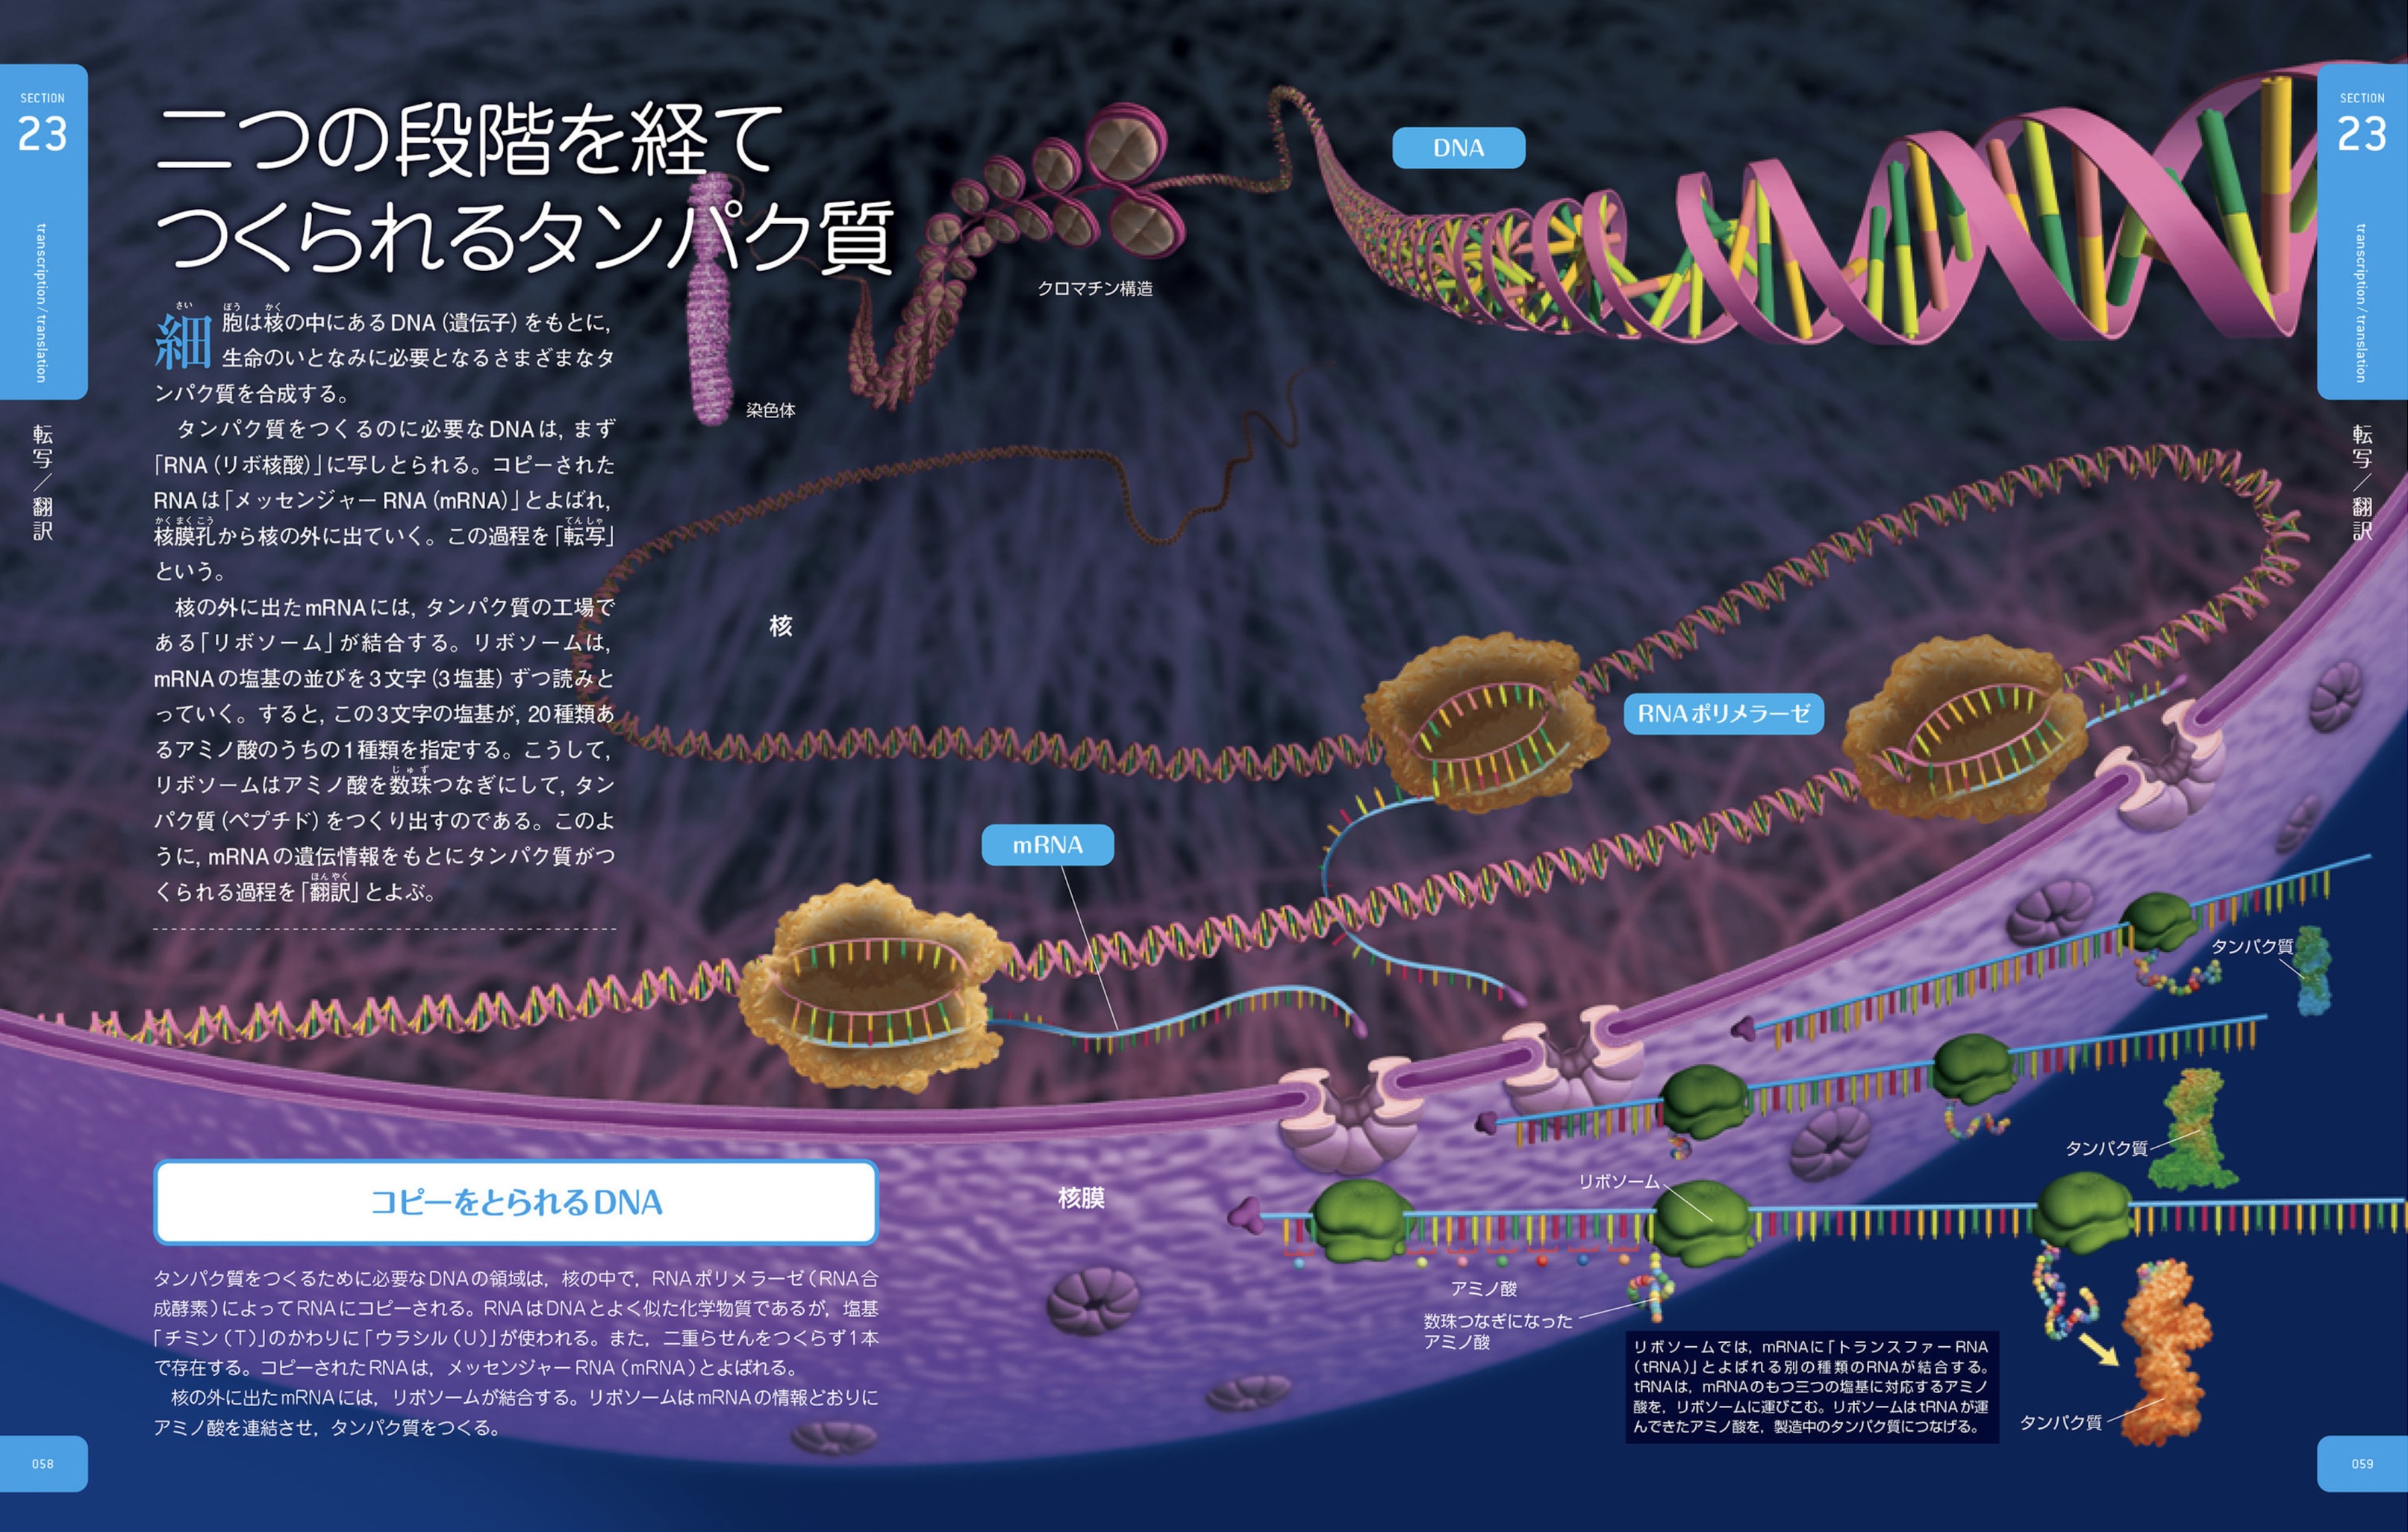 SECTION
23
transcription / translation
転写／翻訳
二つの段階を経て
つくられるタンパク質
細胞は核の中にあるDNA（遺伝子）をもとに，
生命のいとなみに必要となるさまざまなタ
ンパク質を合成する。
タンパク質をつくるのに必要なDNAは，まず
「RNA（リボ核酸）」に写しとられる。コピーされた
RNAは「メッセンジャー RNA（mRNA）」とよばれ，
核膜孔から核の外に出ていく。この過程を「転写」
という。
核の外に出たmRNAには，タンパク質の工場で
ある「リボソーム」が結合する。リボソームは，
mRNAの塩基の並びを3文字（3塩基）ずつ読みと
っていく。すると，この3文字の塩基が，20種類あ
るアミノ酸のうちの1種類を指定する。こうして，
リボソームはアミノ酸を数珠つなぎにして，タン
パク質（ペプチド）をつくり出すのである。このよ
うに，mRNAの遺伝情報をもとにタンパク質がつ
くられる過程を「翻訳」とよぶ。
さい
ぼう
かく
かくまくこう
てんしゃ
じゅず
ほんやく
コピーをとられるDNA
タンパク質をつくるために必要なDNAの領域は，核の中で，RNAポリメラーゼ（RNA合
成酵素）によってRNAにコピーされる。RNAはDNAとよく似た化学物質であるが，塩基
「チミン（T）」のかわりに「ウラシル（U）」が使われる。また，二重らせんをつくらず1本
で存在する。コピーされたRNAは，メッセンジャー RNA（mRNA）とよばれる。
核の外に出たmRNAには，リボソームが結合する。リボソームはmRNAの情報どおりに
アミノ酸を連結させ，タンパク質をつくる。
058
染色体
クロマチン構造
DNA
核
RNAポリメラーゼ
mRNA
核膜
タンパク質
タンパク質
リボソーム
アミノ酸
数珠つなぎになった
アミノ酸
リボソームでは，mRNAに「トランスファー RNA
（tRNA）」とよばれる別の種類のRNAが結合する。
tRNAは，mRNAのもつ三つの塩基に対応するアミノ
酸を，リボソームに運びこむ。リボソームはtRNAが運
んできたアミノ酸を，製造中のタンパク質につなげる。
タンパク質
SECTION
23
transcription / translation
転写／翻訳
059